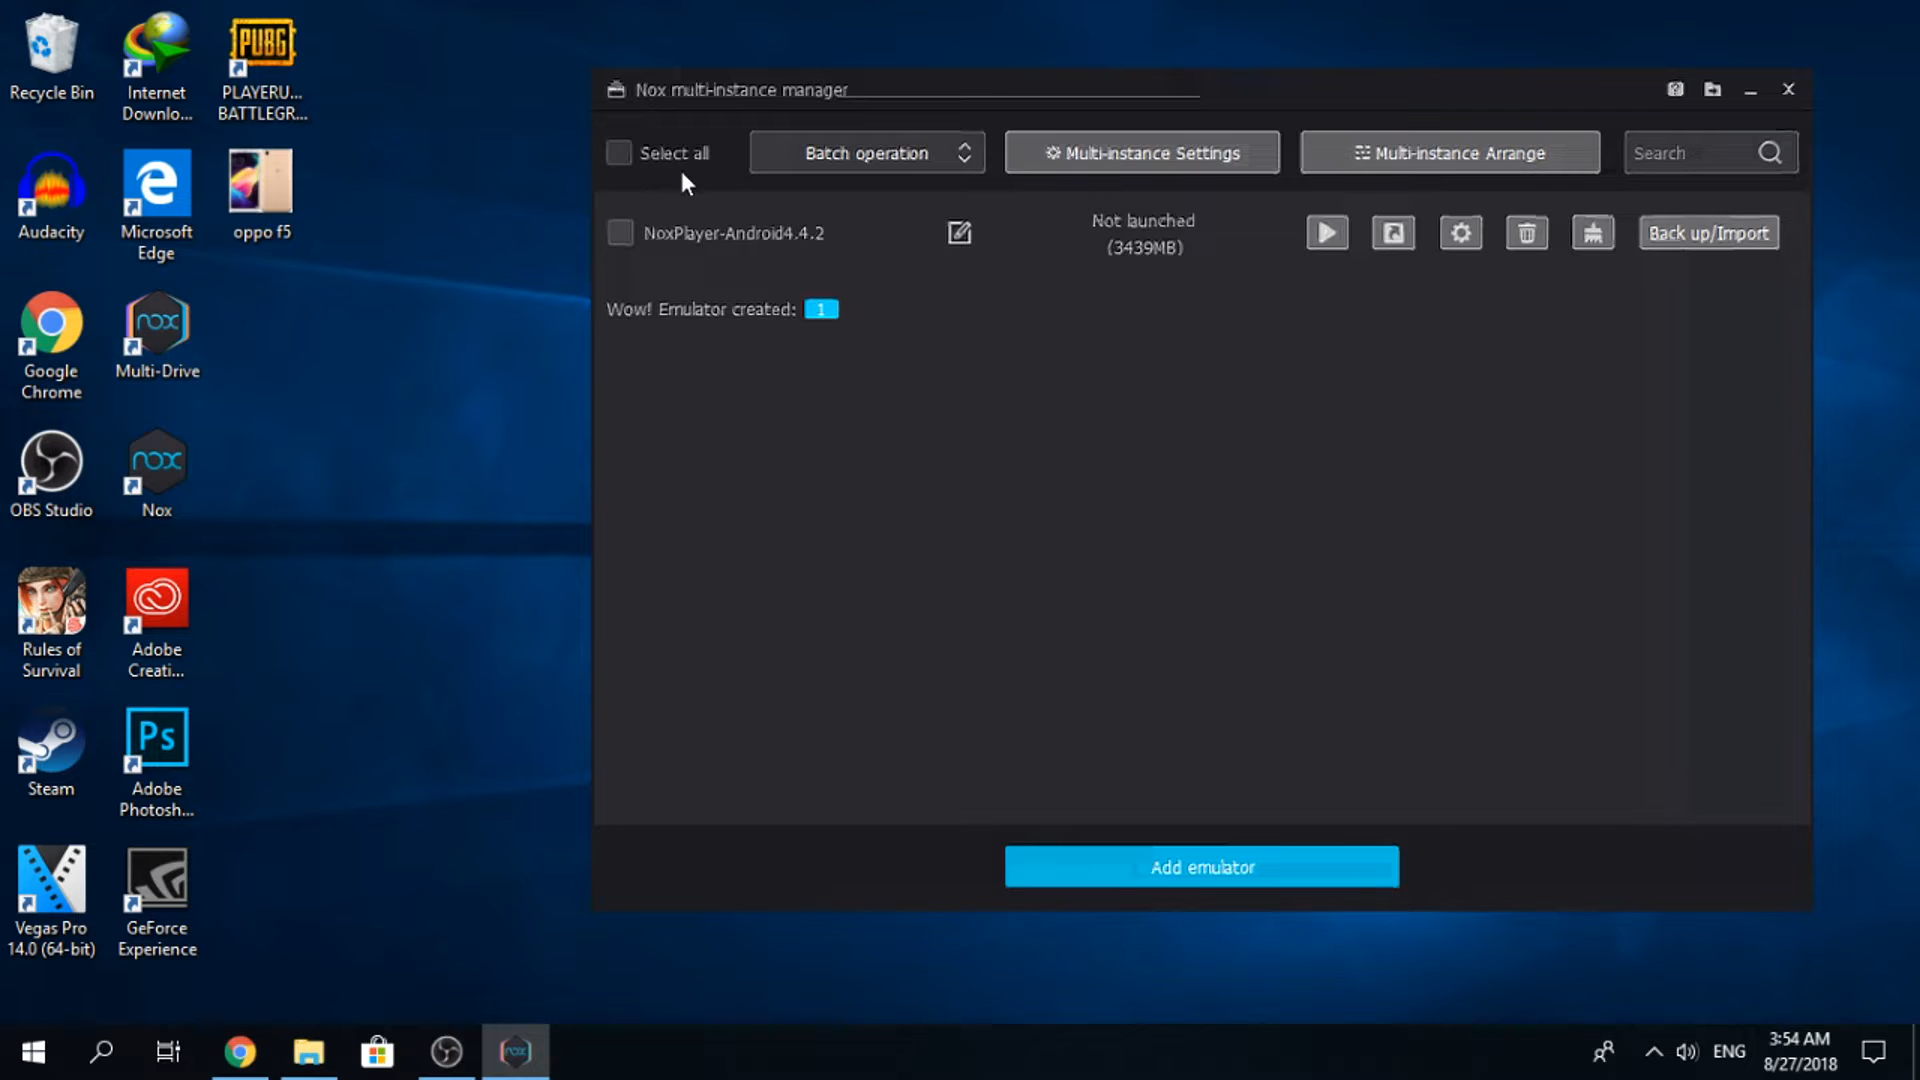 Recycle Bin
Internet
Downlo...
PUBG
PLAYERU...
BATTLEGR...
Audacity
Microsoft
Edge
oppo f5
Google
Chrome
nox
Multi-Drive
OBS Studio
nox
Nox
Rules of
Survival
Adobe
Creati...
Steam
Ps
Adobe
Photosh...
Vegas Pro
14.0 (64-bit)
GeForce
Experience
Nox multi-instance manager
Select all
Batch operation
Multi-instance Settings
Multi-instance Arrange
Search
NoxPlayer-Android4.4.2
Not launched
(3439MB)
Back up/Import
Wow! Emulator created: 1
Add emulator
nox
ENG
3:54 AM
8/27/2018